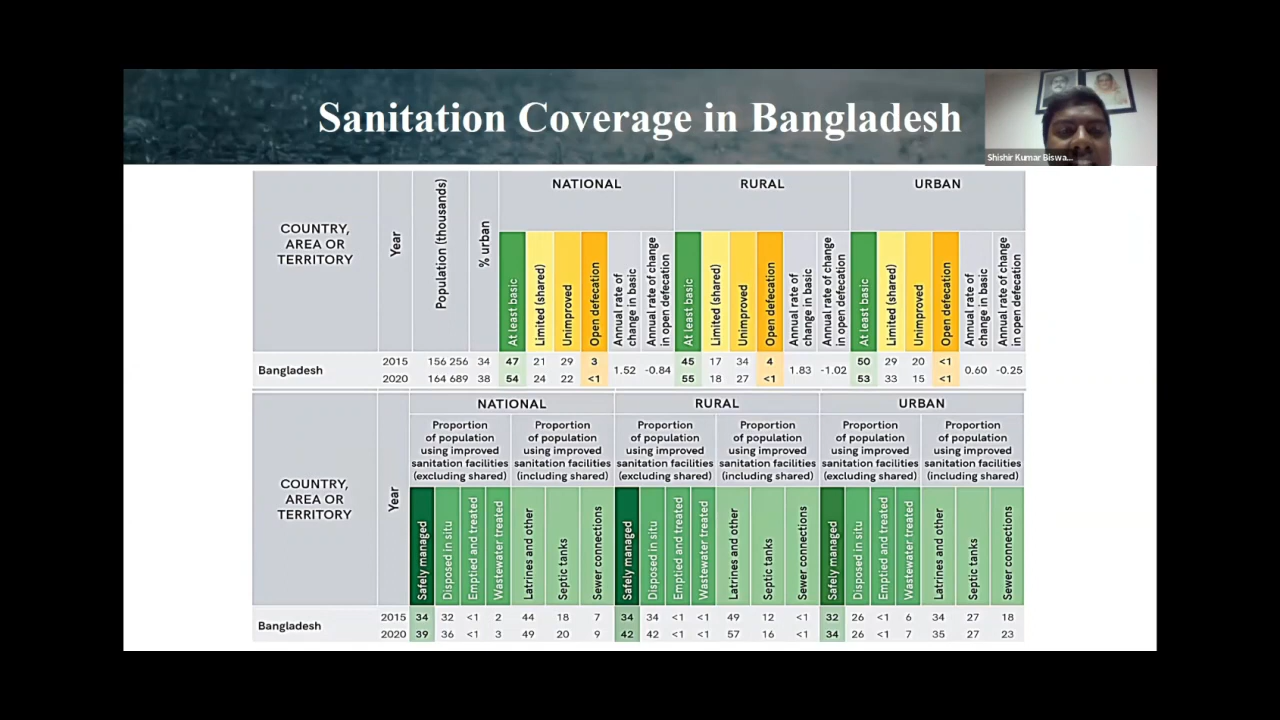 Sanitation Coverage in Bangladesh
Shishir Kumar Biswa...
COUNTRY, AREA OR TERRITORY
Year
Population (thousands)
% urban
NATIONAL
RURAL
URBAN
At least basic
Limited (shared)
Unimproved
Open defecation
Annual rate of change in basic
Annual rate of change in open defecation
At least basic
Limited (shared)
Unimproved
Open defecation
Annual rate of change in basic
Annual rate of change in open defecation
At least basic
Limited (shared)
Unimproved
Open defecation
Annual rate of change in basic
Annual rate of change in open defecation
Bangladesh
2015 156 256 34 47 21 29 3 45 17 34 4 50 29 20 <1
1.52 -0.84 1.83 -1.02 0.60 -0.25
2020 164 689 38 54 24 22 <1 55 18 27 <1 53 33 15 <1
COUNTRY, AREA OR TERRITORY
Year
NATIONAL
RURAL
URBAN
Proportion of population using improved sanitation facilities (excluding shared)
Proportion of population using improved sanitation facilities (including shared)
Proportion of population using improved sanitation facilities (excluding shared)
Proportion of population using improved sanitation facilities (including shared)
Proportion of population using improved sanitation facilities (excluding shared)
Proportion of population using improved sanitation facilities (including shared)
Safely managed
Disposed in situ
Emptied and treated
Wastewater treated
Latrines and other
Septic tanks
Sewer connections
Safely managed
Disposed in situ
Emptied and treated
Wastewater treated
Latrines and other
Septic tanks
Sewer connections
Safely managed
Disposed in situ
Emptied and treated
Wastewater treated
Latrines and other
Septic tanks
Sewer connections
Bangladesh
2015 34 32 <1 2 44 18 7 34 34 <1 <1 49 12 <1 32 26 <1 6 34 27 18
2020 39 36 <1 3 49 20 9 42 42 <1 <1 57 16 <1 34 26 <1 7 35 27 23